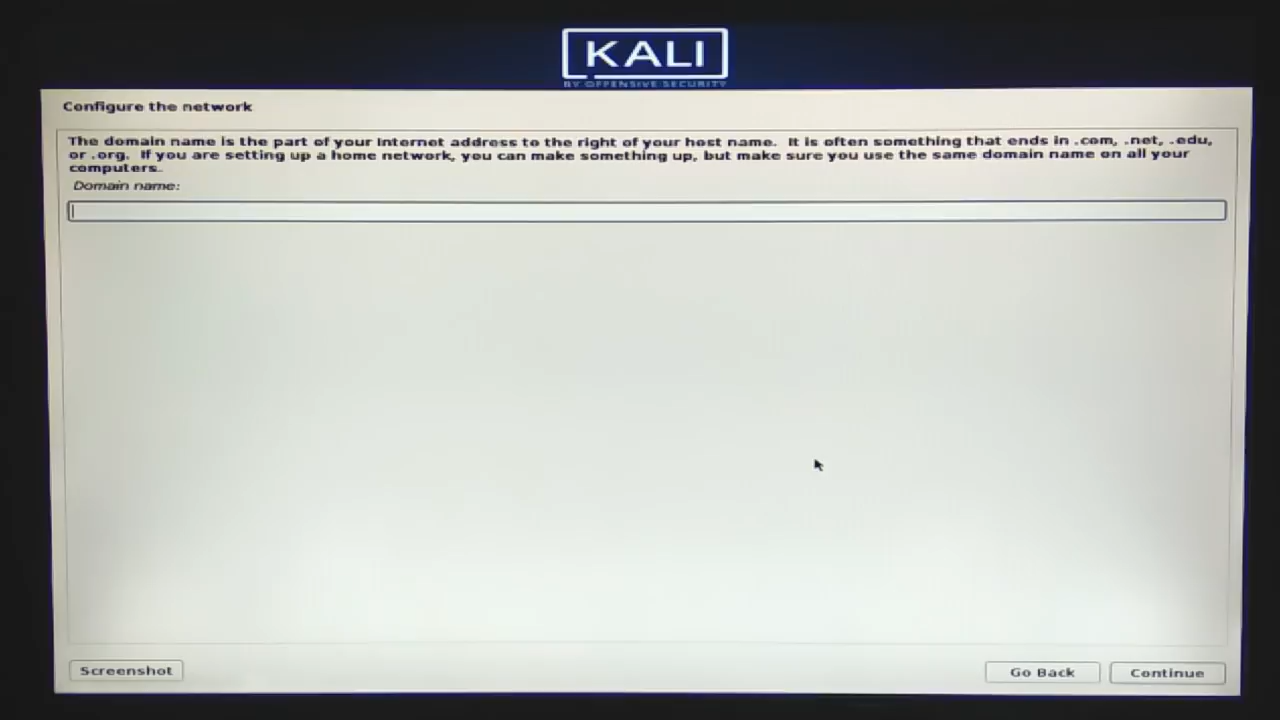 KALI
BY OFFENSIVE SECURITY
Configure the network
The domain name is the part of your Internet address to the right of your host name. It is often something that ends in .com, .net, .edu,
or .org. If you are setting up a home network, you can make something up, but make sure you use the same domain name on all your
computers.
Domain name:
Screenshot
Go Back
Continue